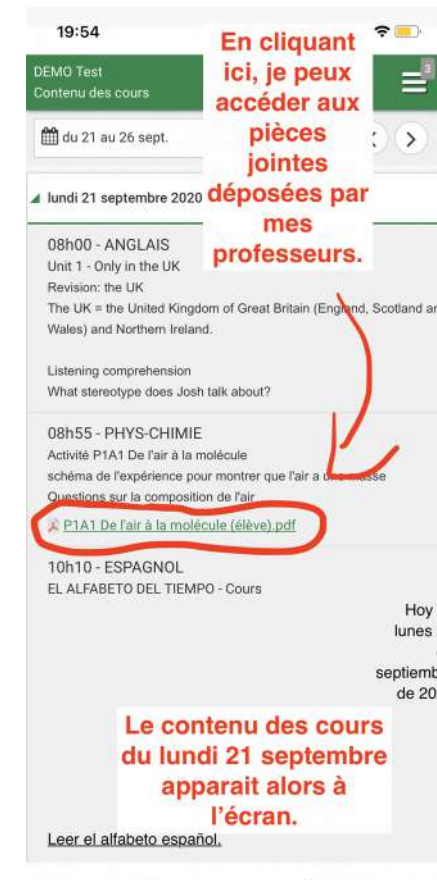 19:54
DEMO Test
Contenu des cours
3
En cliquant
ici, je peux
accéder aux
pièces
jointes
déposées par
mes
professeurs.
du 21 au 26 sept.
lundi 21 septembre 2020
08h00 - ANGLAIS
Unit 1 - Only in the UK
Revision: the UK
The UK = the United Kingdom of Great Britain (England, Scotland
Wales) and Northern Ireland.
Listening comprehension
What stereotype does Josh talk about?
08h55 - PHYS-CHIMIE
Activité P1A1 De l'air à la molécule
schéma de l'expérience pour montrer que l'air a une masse
Questions sur la composition de l'air
P1A1 De l'air à la molécule (élève).pdf
10h10 - ESPAGNOL
EL ALFABETO DEL TIEMPO - Cours
Hoy
lunes
septiemb
de 20
Le contenu des cours
du lundi 21 septembre
apparait alors à
l'écran.
Leer el alfabeto español.